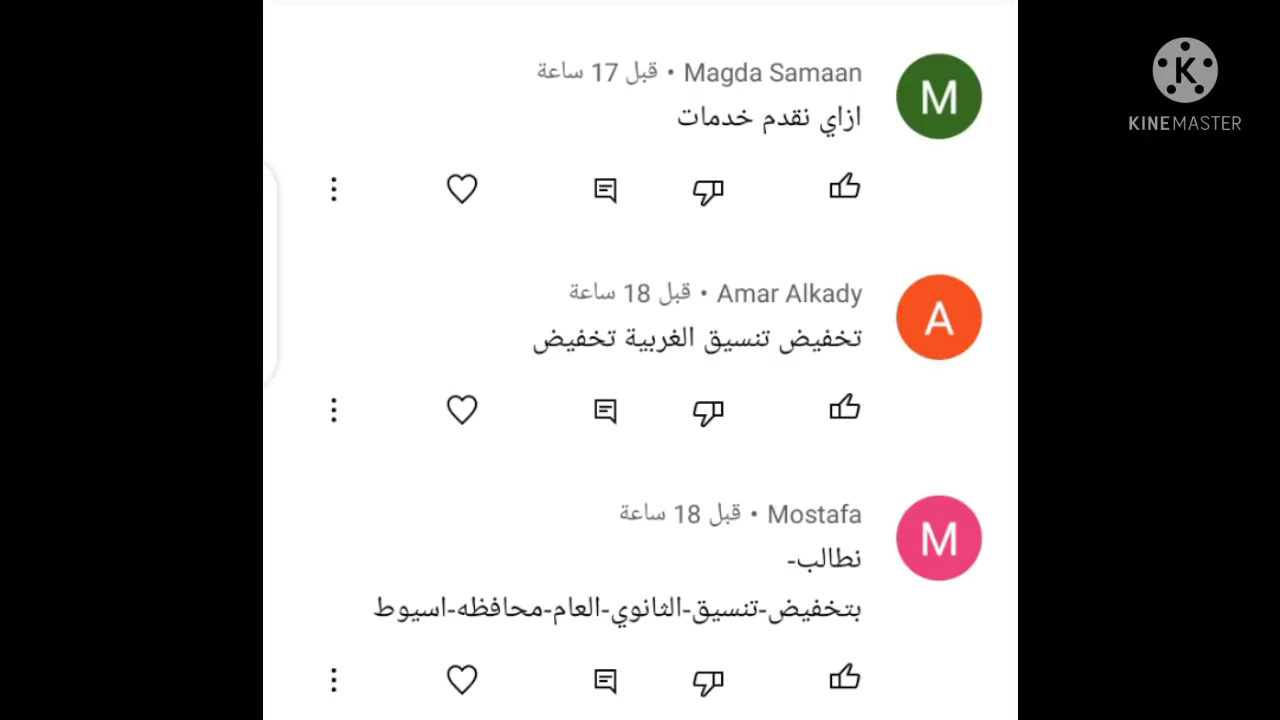 Magda Samaan • قبل 17 ساعة
ازاي نقدم خدمات
M
Amar Alkady • قبل 18 ساعة
تخفيض تنسيق الغربية تخفيض
A
Mostafa • قبل 18 ساعة
نطالب-
بتخفيض-تنسيق-الثانوي-العام-محافظه-اسيوط
M
K
KINEMASTER